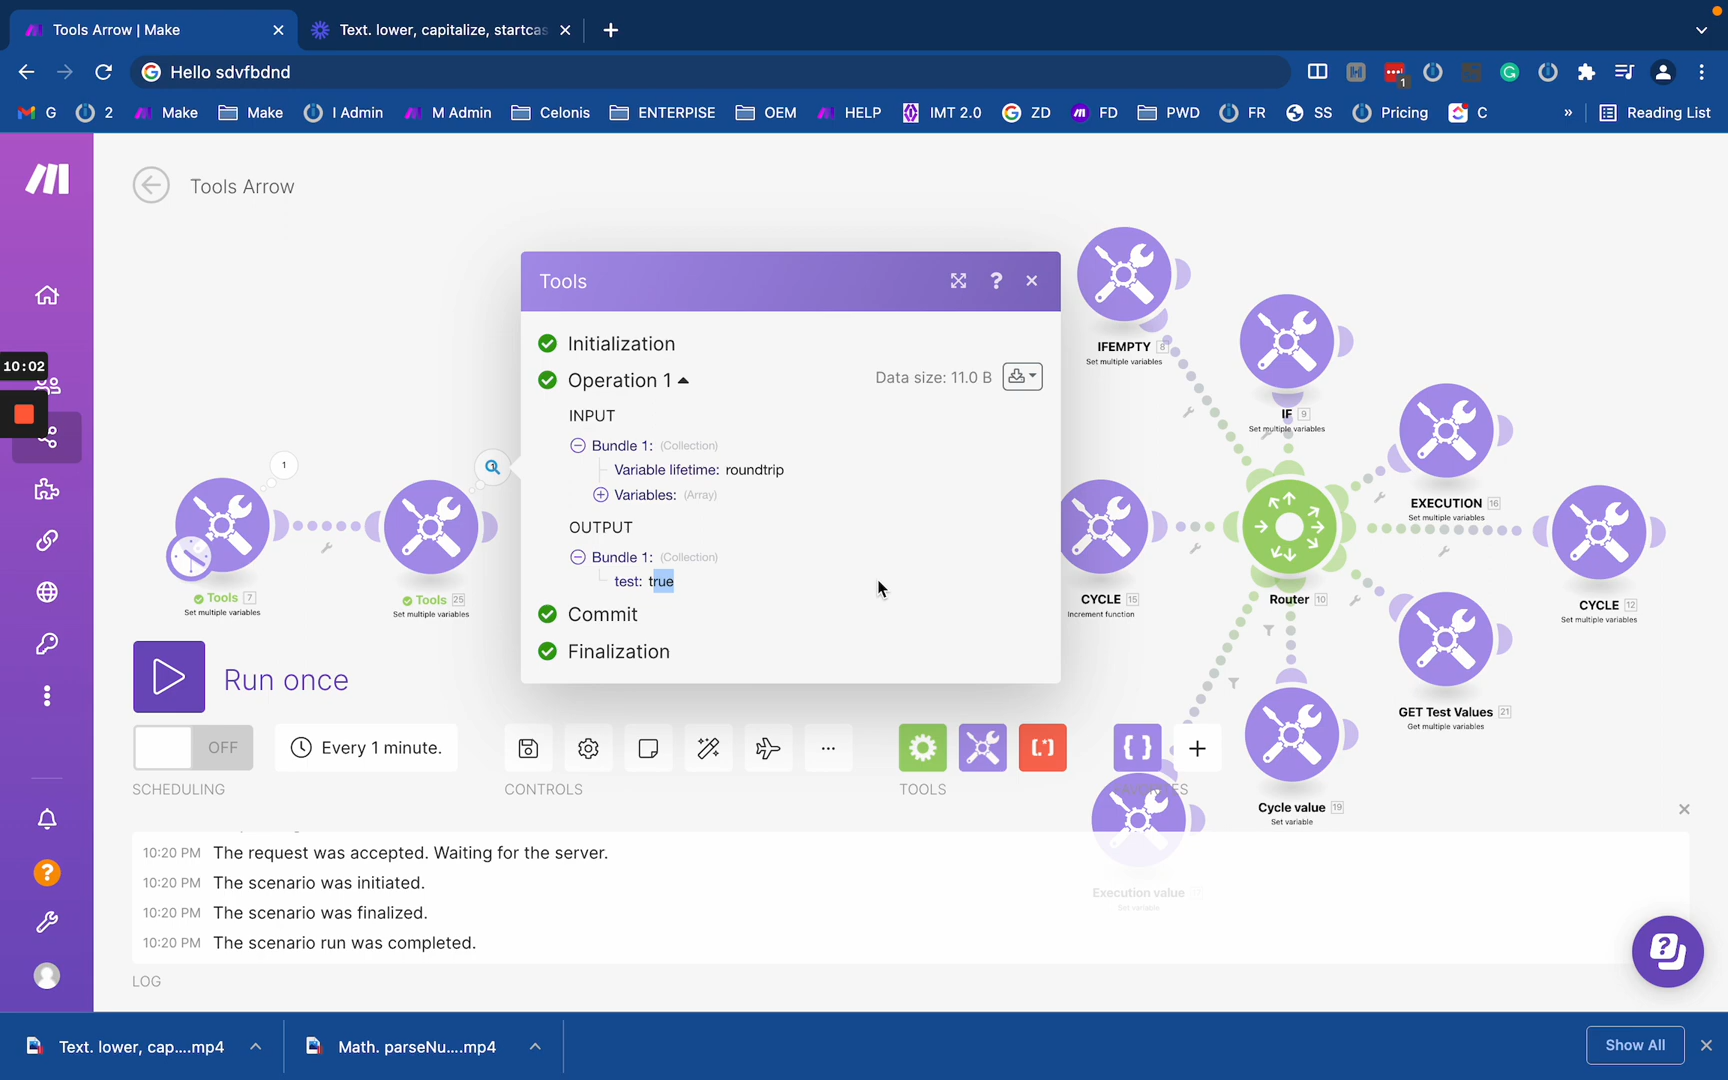 Tools Arrow | Make
Text. lower, capitalize, startcas
Hello sdvfbdnd
1
G
2
Make
Make
I Admin
M Admin
Celonis
ENTERPISE
OEM
HELP
IMT 2.0
ZD
FD
PWD
FR
SS
Pricing
C
»
Reading List
Tools Arrow
10:02
Tools
?
Initialization
Operation 1
Data size: 11.0 B
INPUT
Bundle 1: (Collection)
Variable lifetime: roundtrip
Variables: (Array)
OUTPUT
Bundle 1: (Collection)
test: true
Commit
Finalization
1
Tools 7
Set multiple variables
Tools 25
Set multiple variables
IFEMPTY 8
Set multiple variables
IF 9
Set multiple variables
EXECUTION 16
Set multiple variables
CYCLE 15
Increment function
Router 10
CYCLE 12
Set multiple variables
GET Test Values 21
Get multiple variables
Cycle value 19
Set variable
Execution value
Set variable
Run once
OFF
Every 1 minute.
SCHEDULING
CONTROLS
TOOLS
10:20 PM The request was accepted. Waiting for the server.
10:20 PM The scenario was initiated.
10:20 PM The scenario was finalized.
10:20 PM The scenario run was completed.
LOG
Text. lower, cap....mp4
Math. parseNu....mp4
Show All